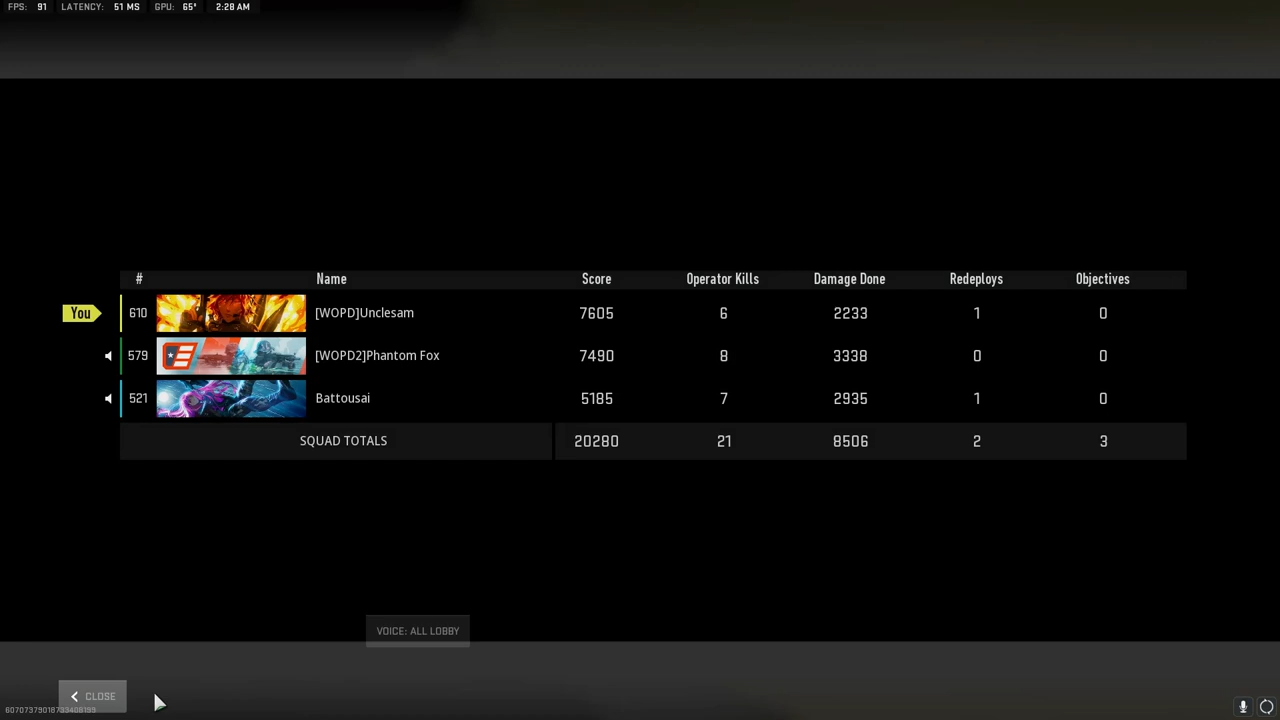 FPS: 91 LATENCY: 51 MS GPU: 65° 2:28 AM
# Name Score Operator Kills Damage Done Redeploys Objectives
You 610 [WOPD]Unclesam 7605 6 2233 1 0
579 [WOPD2]Phantom Fox 7490 8 3338 0 0
521 Battousai 5185 7 2935 1 0
SQUAD TOTALS 20280 21 8506 2 3
VOICE: ALL LOBBY
CLOSE